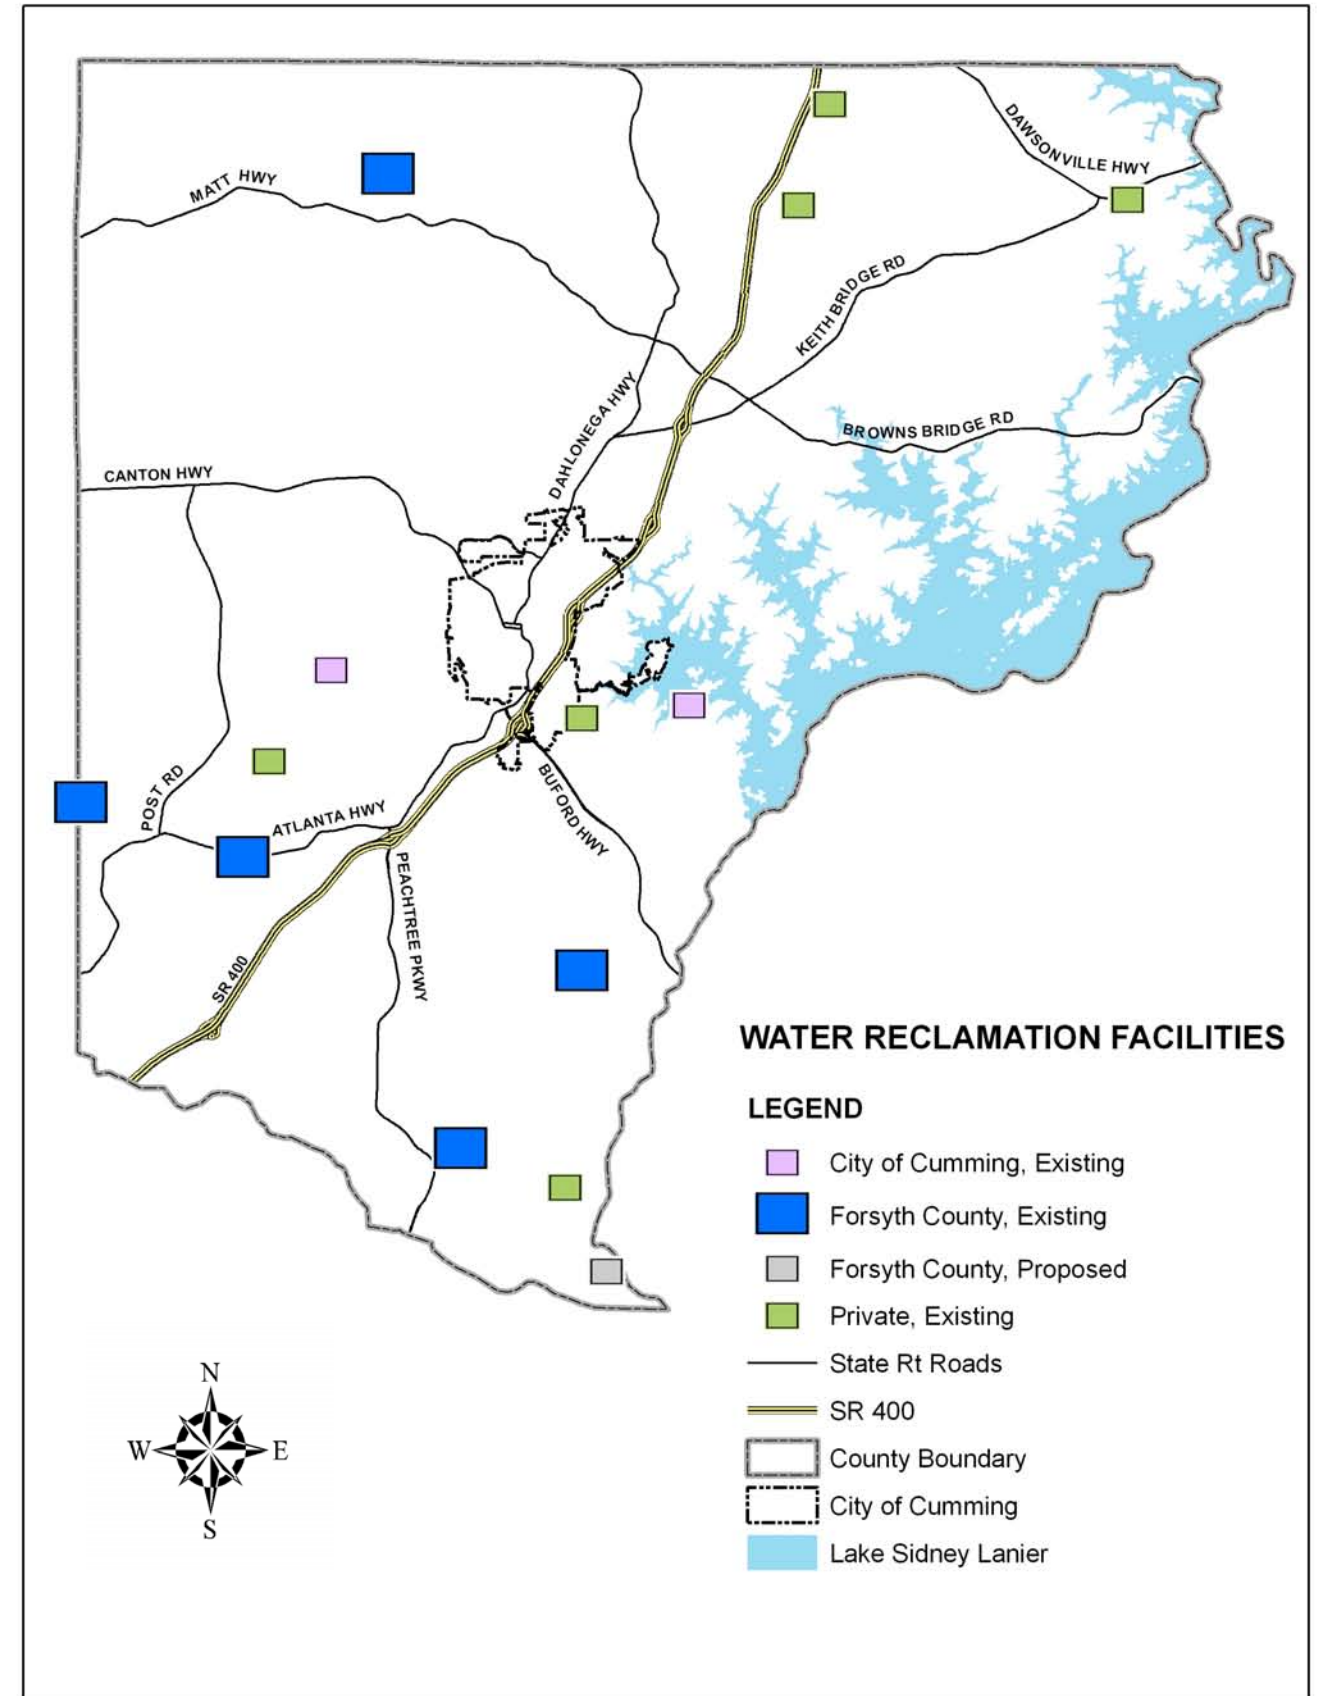 DAWSONVILLE HWY
MATT HWY
KEITH BRIDGE RD
DAHLONEGA HWY
BROWNS BRIDGE RD
CANTON HWY
POST RD
ATLANTA HWY
BUFORD HWY
PEACHTREE PKWY
SR 400
WATER RECLAMATION FACILITIES
LEGEND
City of Cumming, Existing
Forsyth County, Existing
Forsyth County, Proposed
Private, Existing
State Rt Roads
SR 400
County Boundary
City of Cumming
Lake Sidney Lanier
N
W
E
S